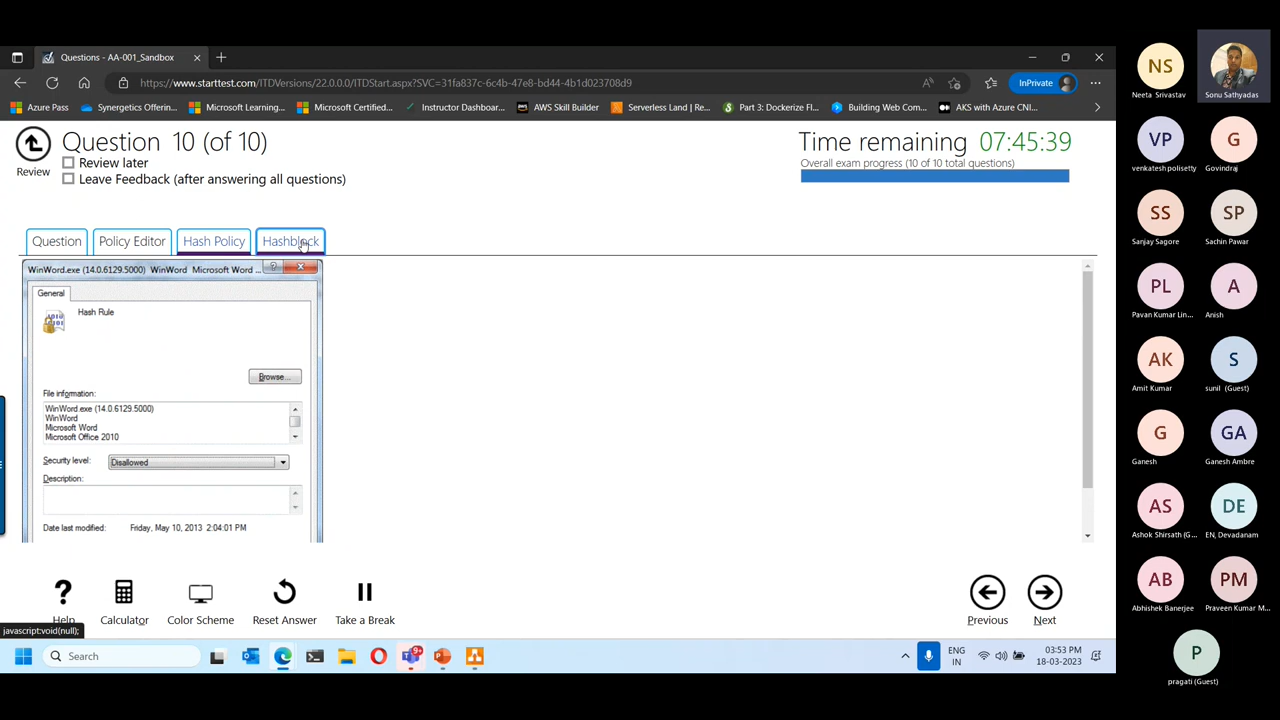 Questions - AA-001_Sandbox
https://www.starttest.com/ITDVersions/22.0.0.0/ITDStart.aspx?SVC=31fa837c-6c4b-47e8-bd44-4b1d023708d9
InPrivate
Azure Pass
Synergetics Offering...
Microsoft Learning...
Microsoft Certified...
Instructor Dashboar...
AWS Skill Builder
Serverless Land | Re...
Part 3: Dockerize Fl...
Building Web Com...
AKS with Azure CNI...
Review
Question 10 (of 10)
Review later
Leave Feedback (after answering all questions)
Time remaining 07:45:39
Overall exam progress (10 of 10 total questions)
Question
Policy Editor
Hash Policy
Hashblock
WinWord.exe (14.0.6129.5000) WinWord Microsoft Word ...
General
Hash Rule
Browse...
File information:
WinWord.exe (14.0.6129.5000)
WinWord
Microsoft Word
Microsoft Office 2010
Security level:
Disallowed
Description:
Date last modified: Friday, May 10, 2013 2:04:01 PM
?
Help
Calculator
Color Scheme
Reset Answer
Take a Break
Previous
Next
javascript:void(null);
Search
9+
ENG
IN
03:53 PM
18-03-2023
NS
Neeta Srivastav
Sonu Sathyadas
VP
venkatesh polisetty
G
Govindraj
SS
Sanjay Sagore
SP
Sachin Pawar
PL
Pavan Kumar Lin...
A
Anish
AK
Amit Kumar
S
sunil (Guest)
G
Ganesh
GA
Ganesh Ambre
AS
Ashok Shirsath (G...
DE
EN, Devadanam
AB
Abhishek Banerjee
PM
Praveen Kumar M...
P
pragati (Guest)